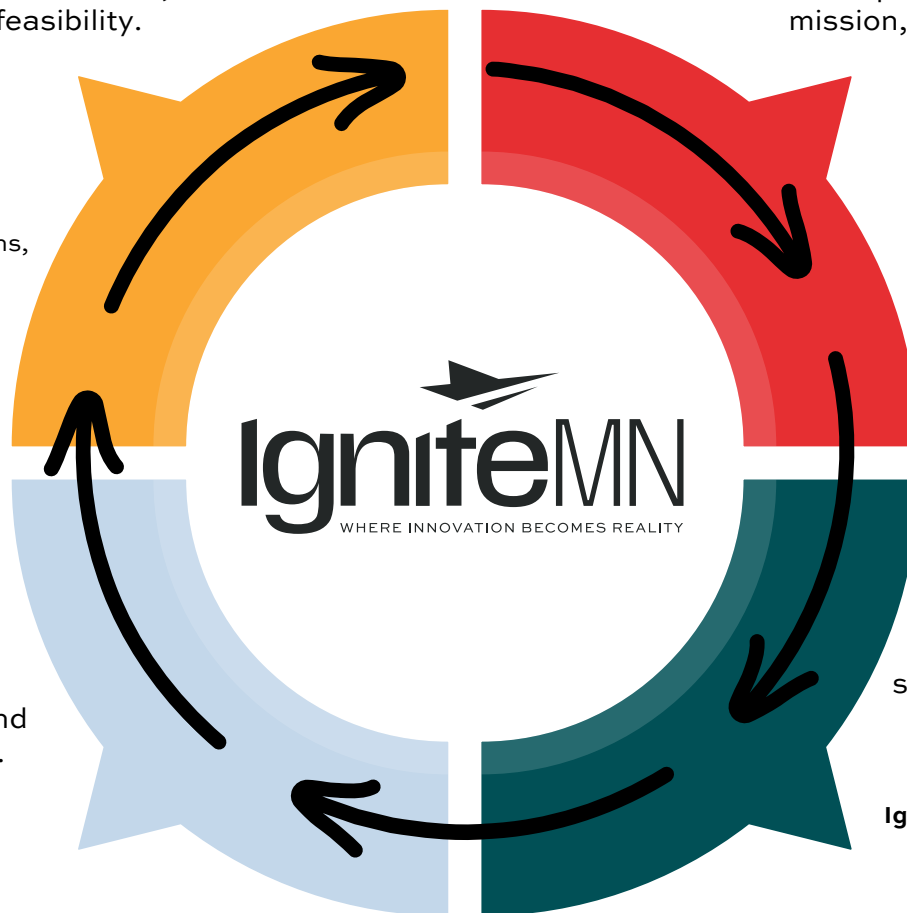 feasibility.
mission,
ns,
IgniteMN
WHERE INNOVATION BECOMES REALITY
s
nd
.
Ig